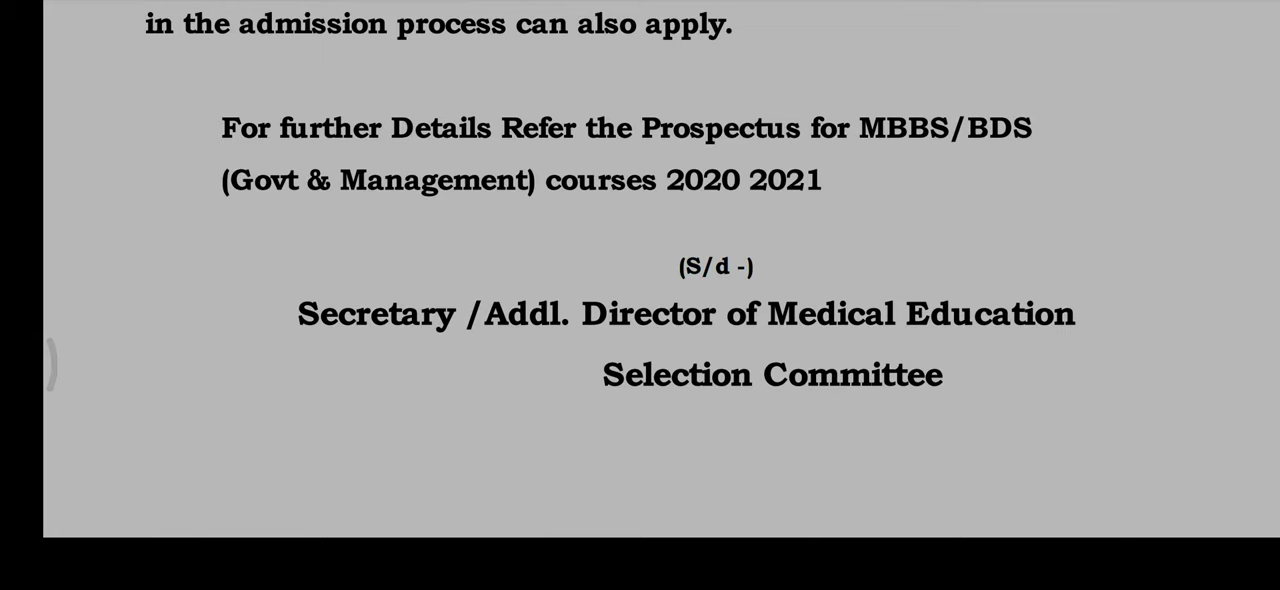 in the admission process can also apply.
For further Details Refer the Prospectus for MBBS/BDS
(Govt & Management) courses 2020 2021
(S/d -)
Secretary /Addl. Director of Medical Education
Selection Committee